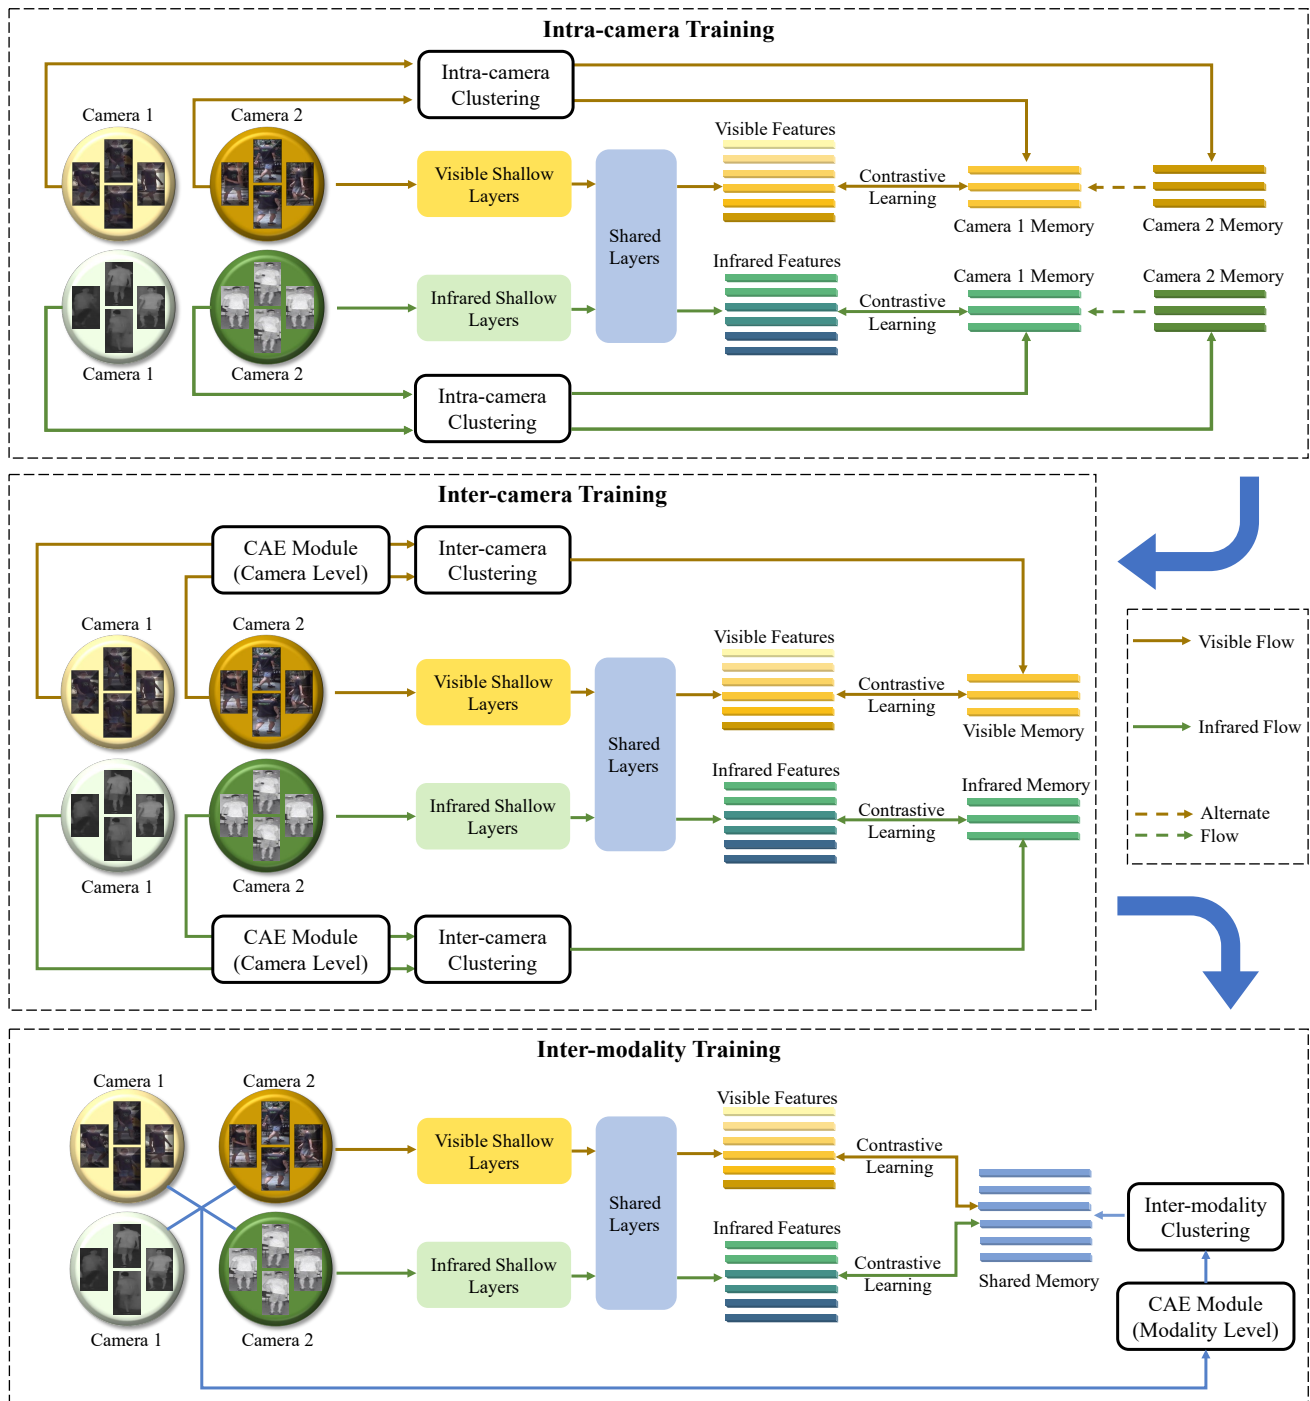 Intra-camera Training
Intra-camera
Clustering
Camera 1
Camera 2
Visible Features
Visible Shallow
Layers
Shared
Layers
Contrastive
Learning
Camera 1 Memory
Camera 2 Memory
Infrared Features
Infrared Shallow
Layers
Contrastive
Learning
Camera 1 Memory
Camera 2 Memory
Camera 1
Camera 2
Intra-camera
Clustering
Inter-camera Training
CAE Module
(Camera Level)
Inter-camera
Clustering
Camera 1
Camera 2
Visible Features
Visible Shallow
Layers
Shared
Layers
Contrastive
Learning
Visible Memory
Infrared Features
Infrared Memory
Infrared Shallow
Layers
Contrastive
Learning
Camera 1
Camera 2
CAE Module
(Camera Level)
Inter-camera
Clustering
Visible Flow
Infrared Flow
Alternate
Flow
Inter-modality Training
Camera 1
Camera 2
Visible Features
Visible Shallow
Layers
Shared
Layers
Contrastive
Learning
Inter-modality
Clustering
Infrared Features
Infrared Shallow
Layers
Contrastive
Learning
Shared Memory
CAE Module
(Modality Level)
Camera 1
Camera 2